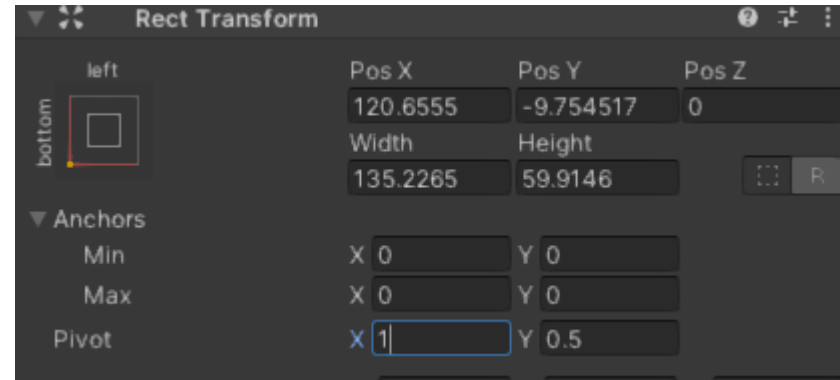 Rect Transform
left
bottom
Pos X Pos Y Pos Z
120.6555 -9.754517 0
Width Height
135.2265 59.9146
R
Anchors
Min X 0 Y 0
Max X 0 Y 0
Pivot X 1 Y 0.5